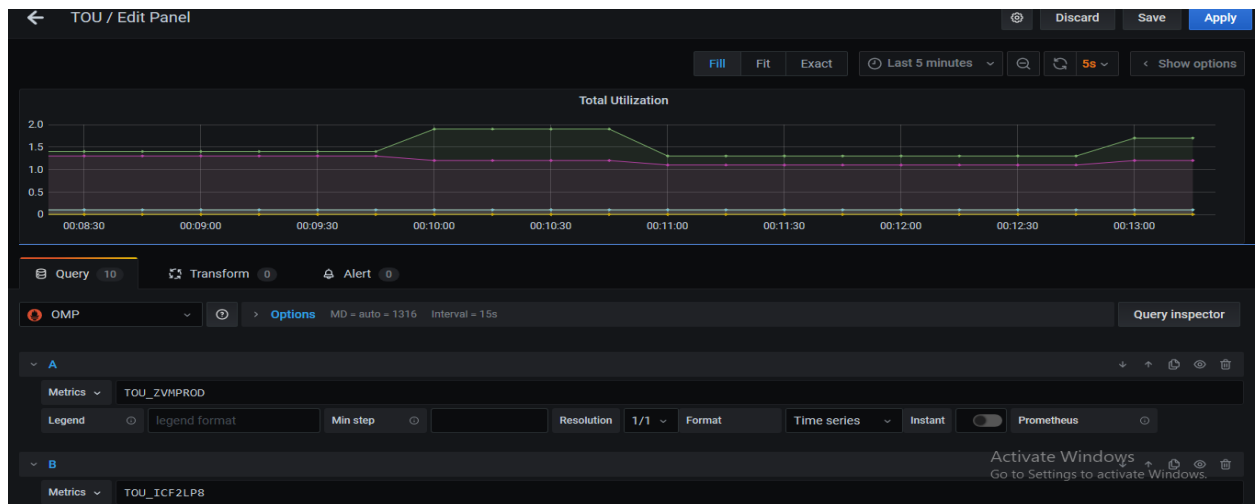 TOU / Edit Panel Discard Save Apply
Fill Fit Exact Last 5 minutes 5s Show options
Total Utilization
2.0
1.5
1.0
0.5
0
00:08:30 00:09:00 00:09:30 00:10:00 00:10:30 00:11:00 00:11:30 00:12:00 00:12:30 00:13:00
Query 10 Transform 0 Alert 0
OMP Options MD = auto = 1316 Interval = 15s Query inspector
A
Metrics TOU_ZVMPROD
Legend legend format Min step Resolution 1/1 Format Time series Instant Prometheus
Activate Windows
B
Go to Settings to activate Windows.
Metrics TOU_ICF2LP8